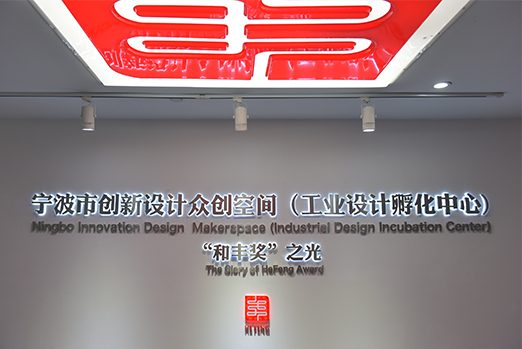 宁波市创新设计众创空间（工业设计孵化中心）
Ningbo Innovation Design Makerspace (Industrial Design Incubation Center)
“和丰奖”之光
The Glory of HeFeng Award
HEFENG